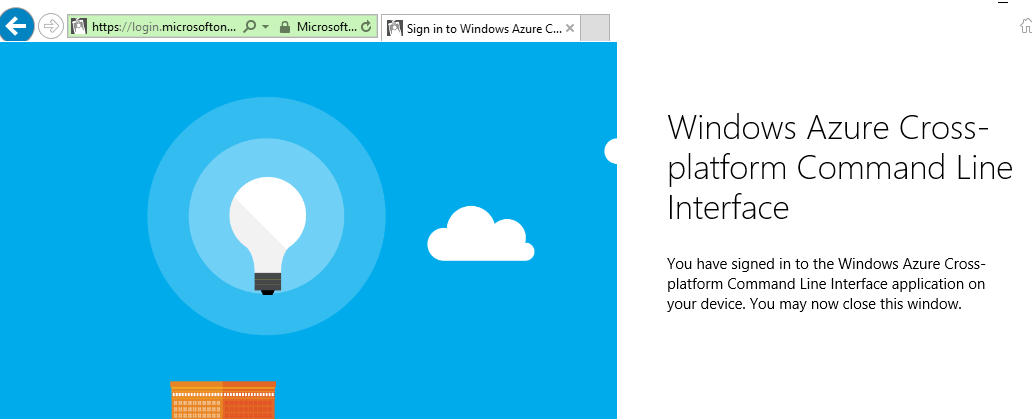 https://login.microsofton... Microsoft... Sign in to Windows Azure C...
Windows Azure Cross-
platform Command Line
Interface
You have signed in to the Windows Azure Cross-
platform Command Line Interface application on
your device. You may now close this window.